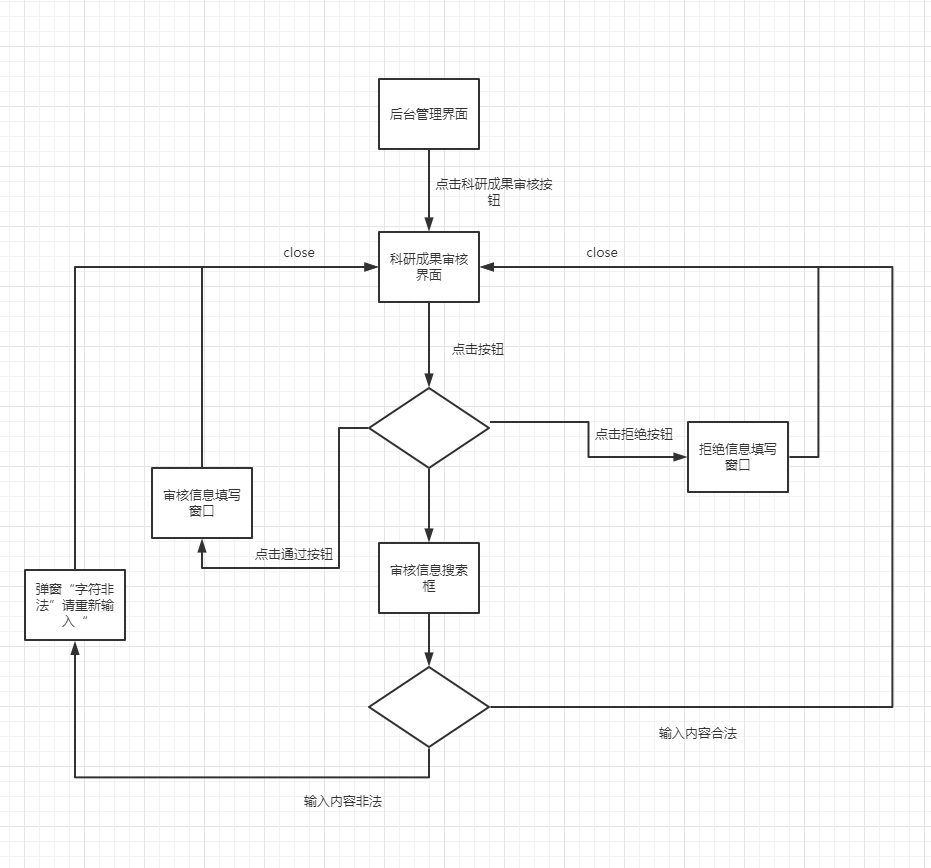 后台管理界面
点击科研成果审核按
钮
close
科研成果审核
界面
close
点击按钮
点击拒绝按钮
拒绝信息填写
窗口
审核信息填写
窗口
点击通过按钮
审核信息搜索
框
弹窗“字符非
法”请重新输
入“
输入内容合法
输入内容非法